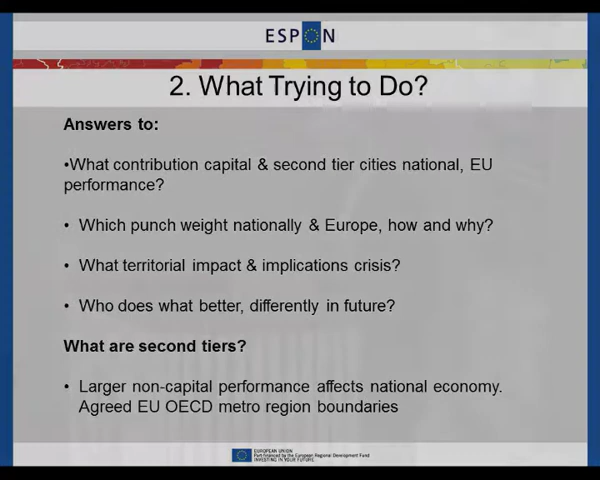 ESPON
2. What Trying to Do?
Answers to:
•What contribution capital & second tier cities national, EU
performance?
• Which punch weight nationally & Europe, how and why?
• What territorial impact & implications crisis?
• Who does what better, differently in future?
What are second tiers?
• Larger non-capital performance affects national economy.
Agreed EU OECD metro region boundaries
EUROPEAN UNION
Part-financed by the European Regional Development Fund
INVESTING IN YOUR FUTURE